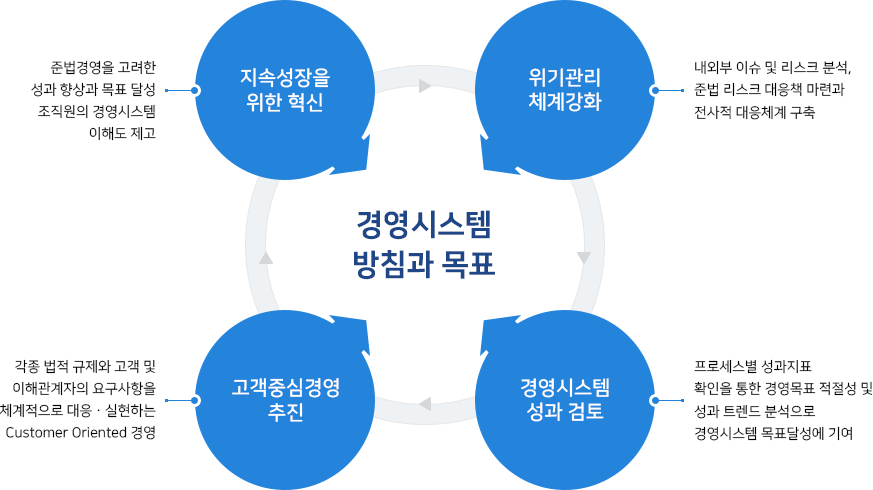 준법경영을 고려한
성과 향상과 목표 달성
조직원의 경영시스템
이해도 제고
지속성장을
위한 혁신
위기관리
체계강화
내외부 이슈 및 리스크 분석,
준법 리스크 대응책 마련과
전사적 대응체계 구축
경영시스템
방침과 목표
각종 법적 규제와 고객 및
이해관계자의 요구사항을
체계적으로 대응 · 실현하는
Customer Oriented 경영
고객중심경영
추진
경영시스템
성과 검토
프로세스별 성과지표
확인을 통한 경영목표 적절성 및
성과 트렌드 분석으로
경영시스템 목표달성에 기여